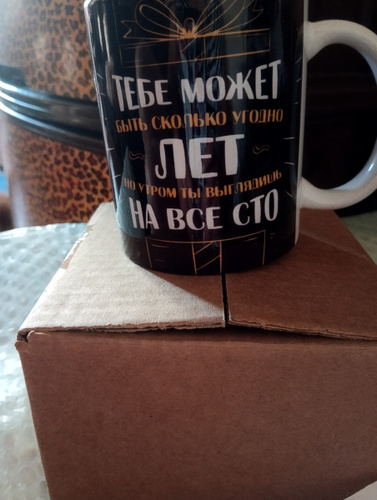 ТЕБЕ МОЖЕТ
БЫТЬ СКОЛЬКО УГОДНО
ЛЕТ
НО УТРОМ ТЫ ВЫГЛЯДИШЬ
НА ВСЕ СТО